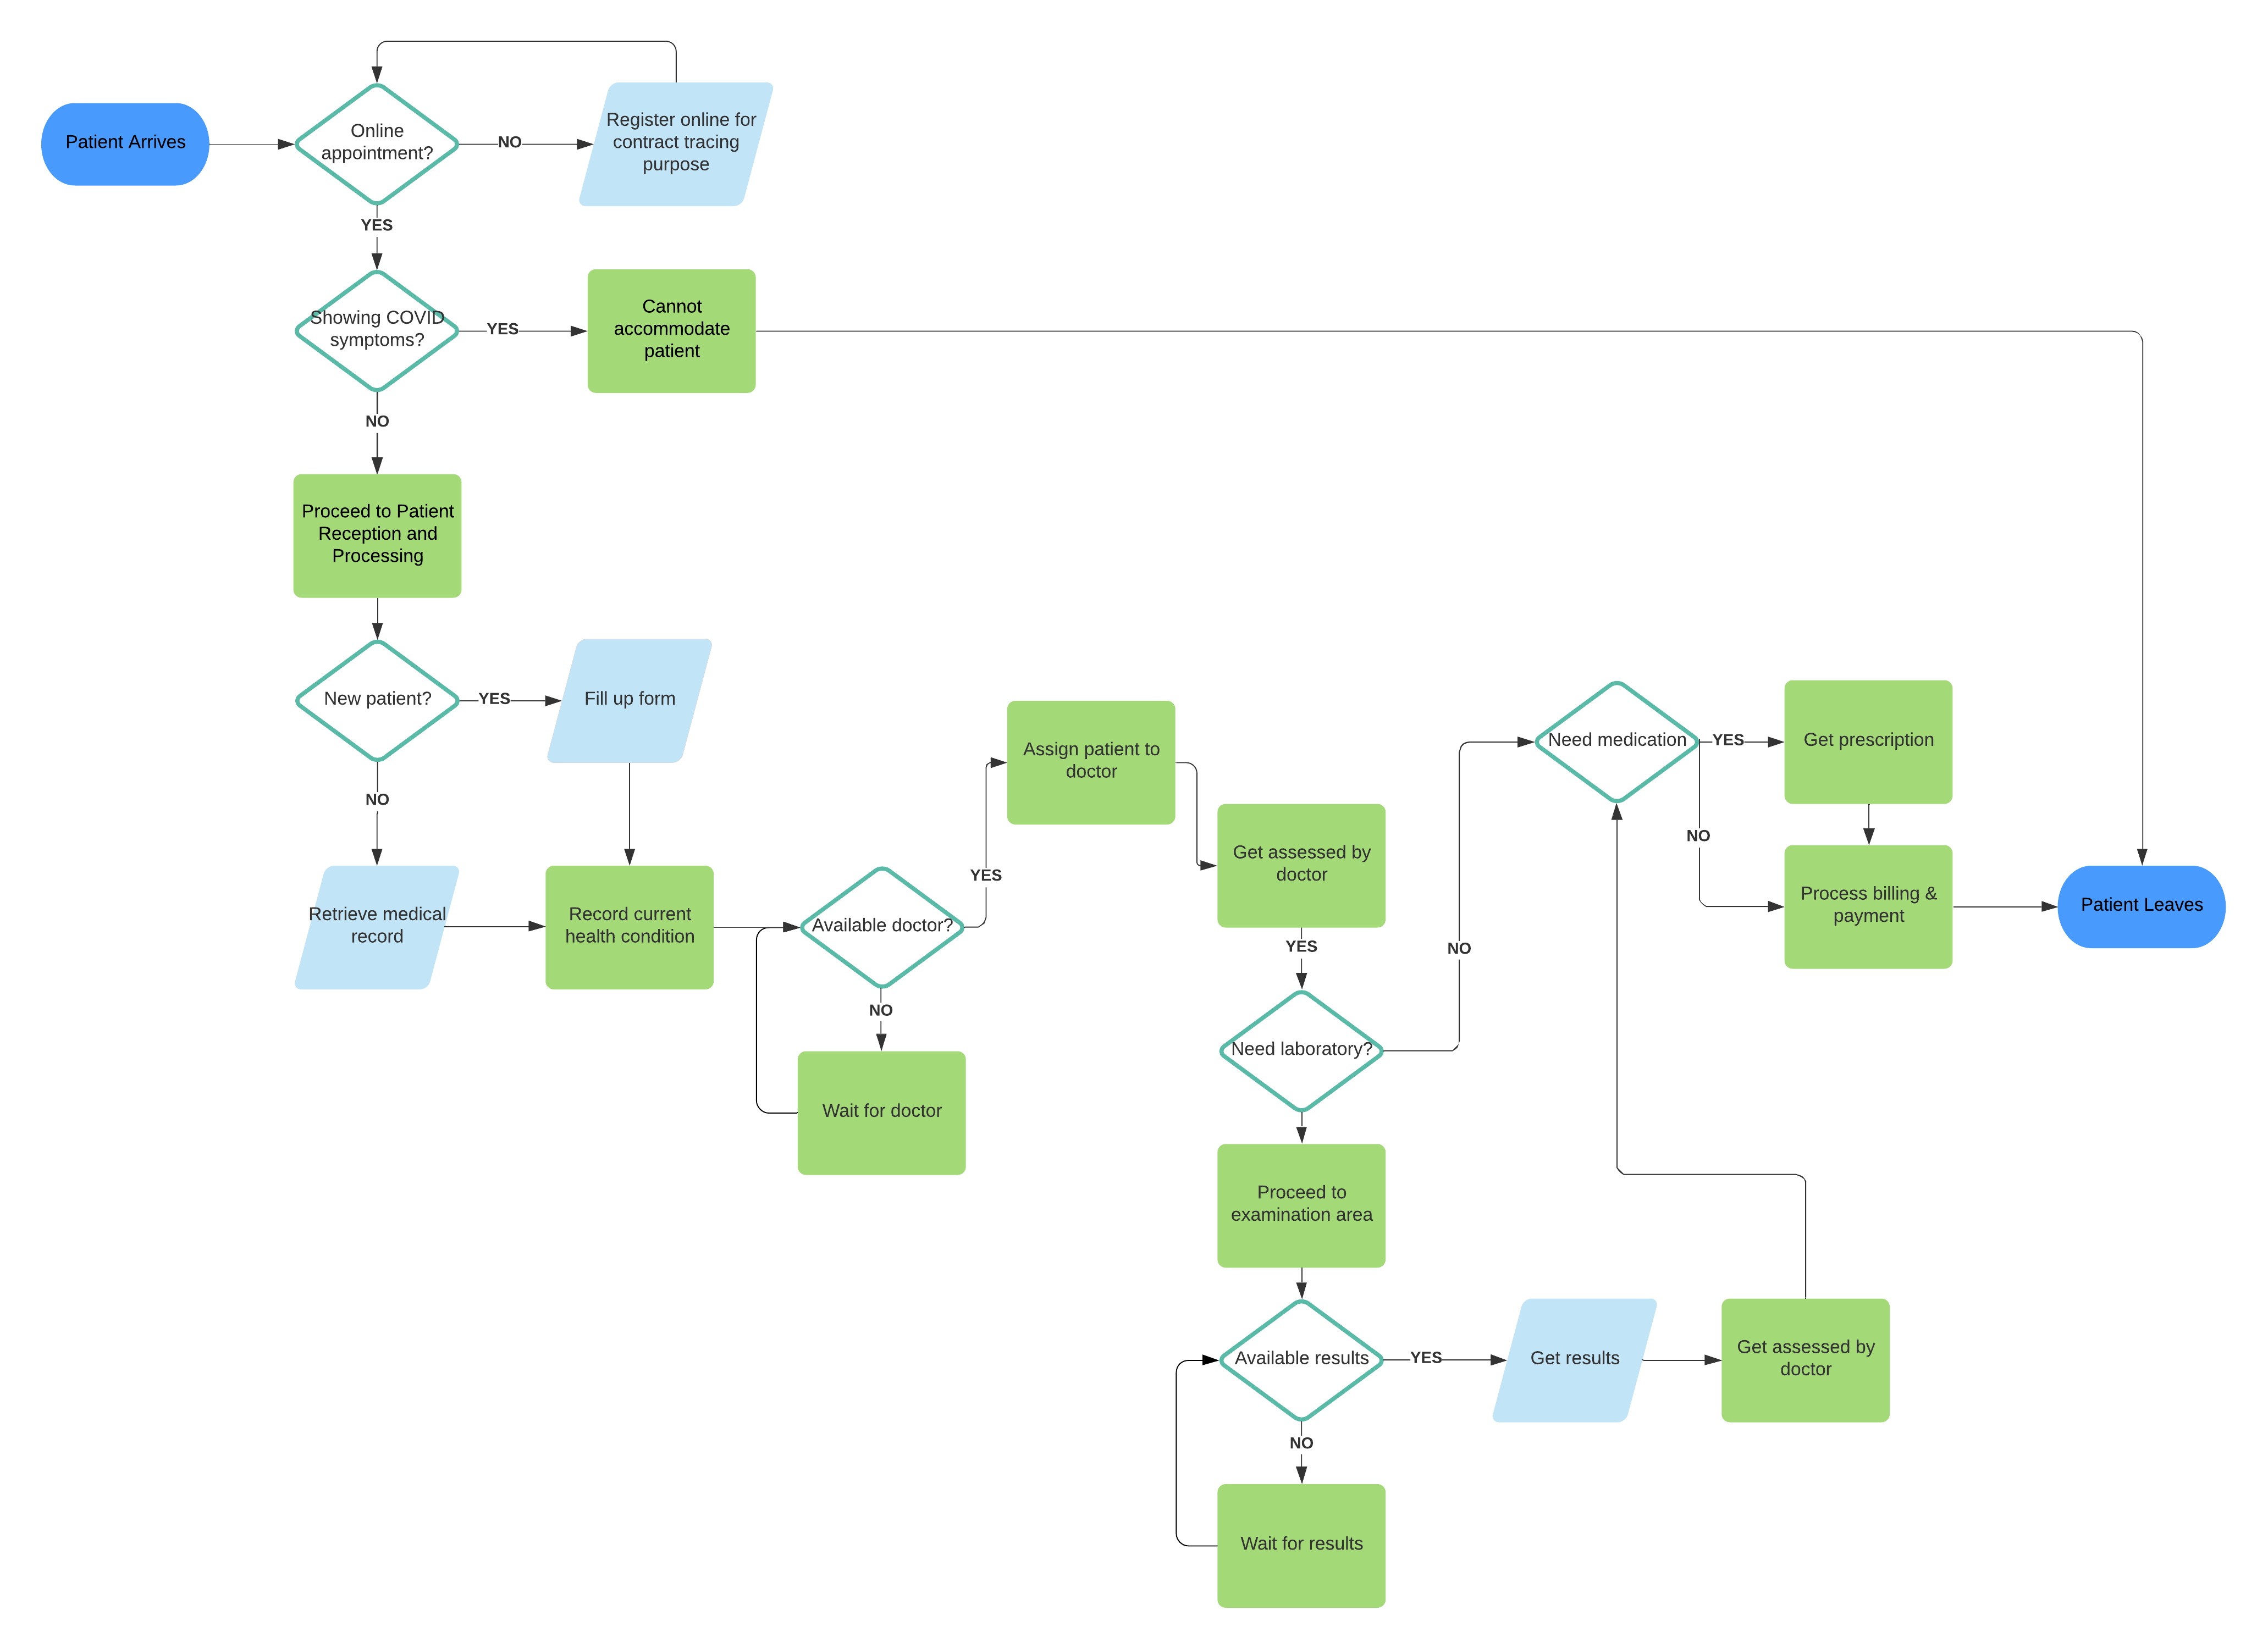 Patient Arrives
Online
appointment?
NO
Register online for
contract tracing
purpose
YES
Showing COVID
symptoms?
YES
Cannot
accommodate
patient
NO
Proceed to Patient
Reception and
Processing
New patient?
YES
Fill up form
NO
Retrieve medical
record
Record current
health condition
Available doctor?
YES
NO
Wait for doctor
Assign patient to
doctor
Get assessed by
doctor
YES
Need laboratory?
NO
Proceed to
examination area
Available results
YES
Get results
Get assessed by
doctor
NO
Wait for results
Need medication
YES
Get prescription
NO
Process billing &
payment
Patient Leaves